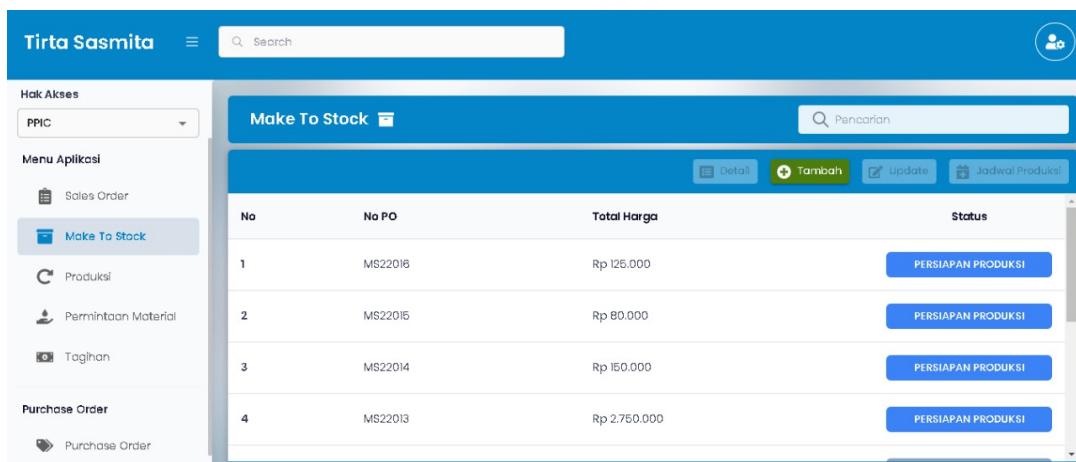 Tirta Sasmita
Search
Hak Akses
PPIC
Menu Aplikasi
Sales Order
Make To Stock
Produksi
Permintaan Material
Tagihan
Purchase Order
Purchase Order
Make To Stock
Pencarian
Detail Tambah Update Jadwal Produksi
No No PO Total Harga Status
1 MS22016 Rp 125.000 PERSIAPAN PRODUKSI
2 MS22015 Rp 80.000 PERSIAPAN PRODUKSI
3 MS22014 Rp 150.000 PERSIAPAN PRODUKSI
4 MS22013 Rp 2.750.000 PERSIAPAN PRODUKSI